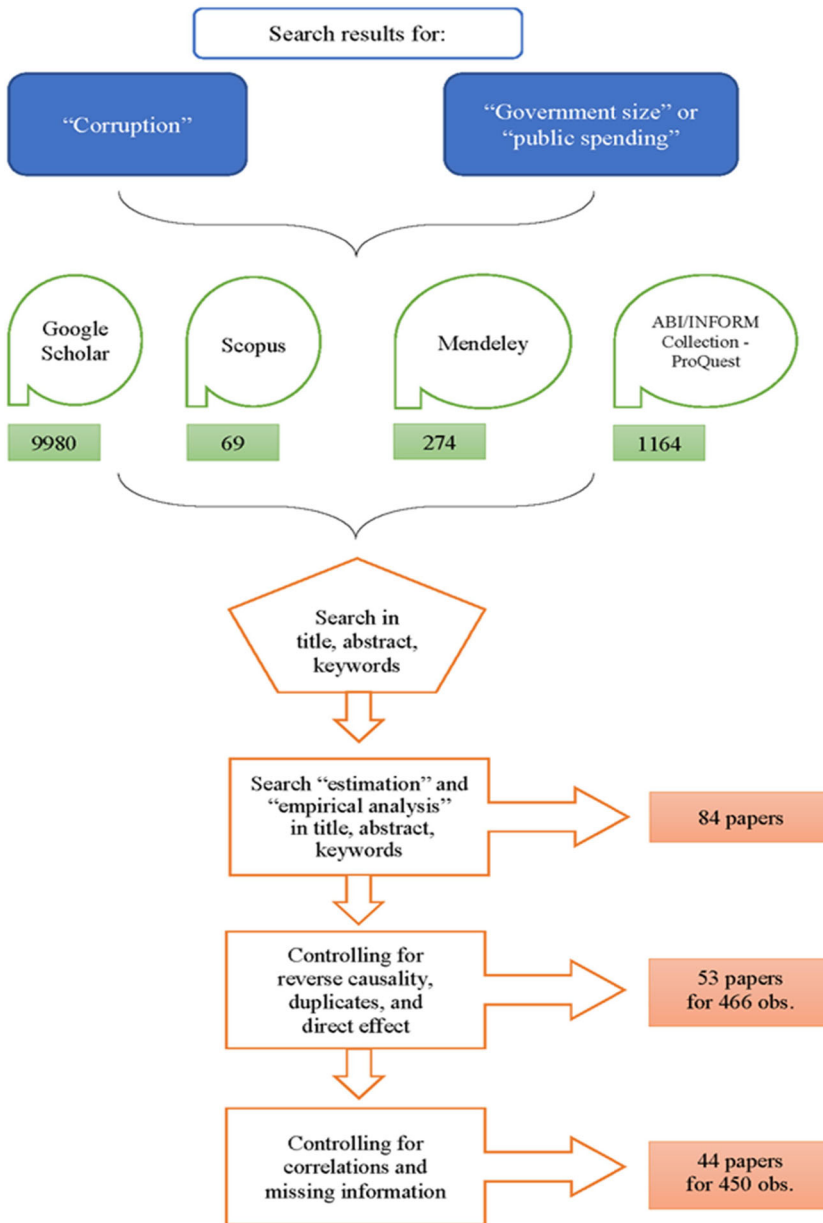 Search results for:
“Corruption”
“Government size” or
“public spending”
Google
Scholar
Scopus
Mendeley
ABI/INFORM
Collection -
ProQuest
9980
69
274
1164
Search in
title, abstract,
keywords
Search “estimation” and
“empirical analysis”
in title, abstract,
keywords
84 papers
Controlling for
reverse causality,
duplicates, and
direct effect
53 papers
for 466 obs.
Controlling for
correlations and
missing information
44 papers
for 450 obs.